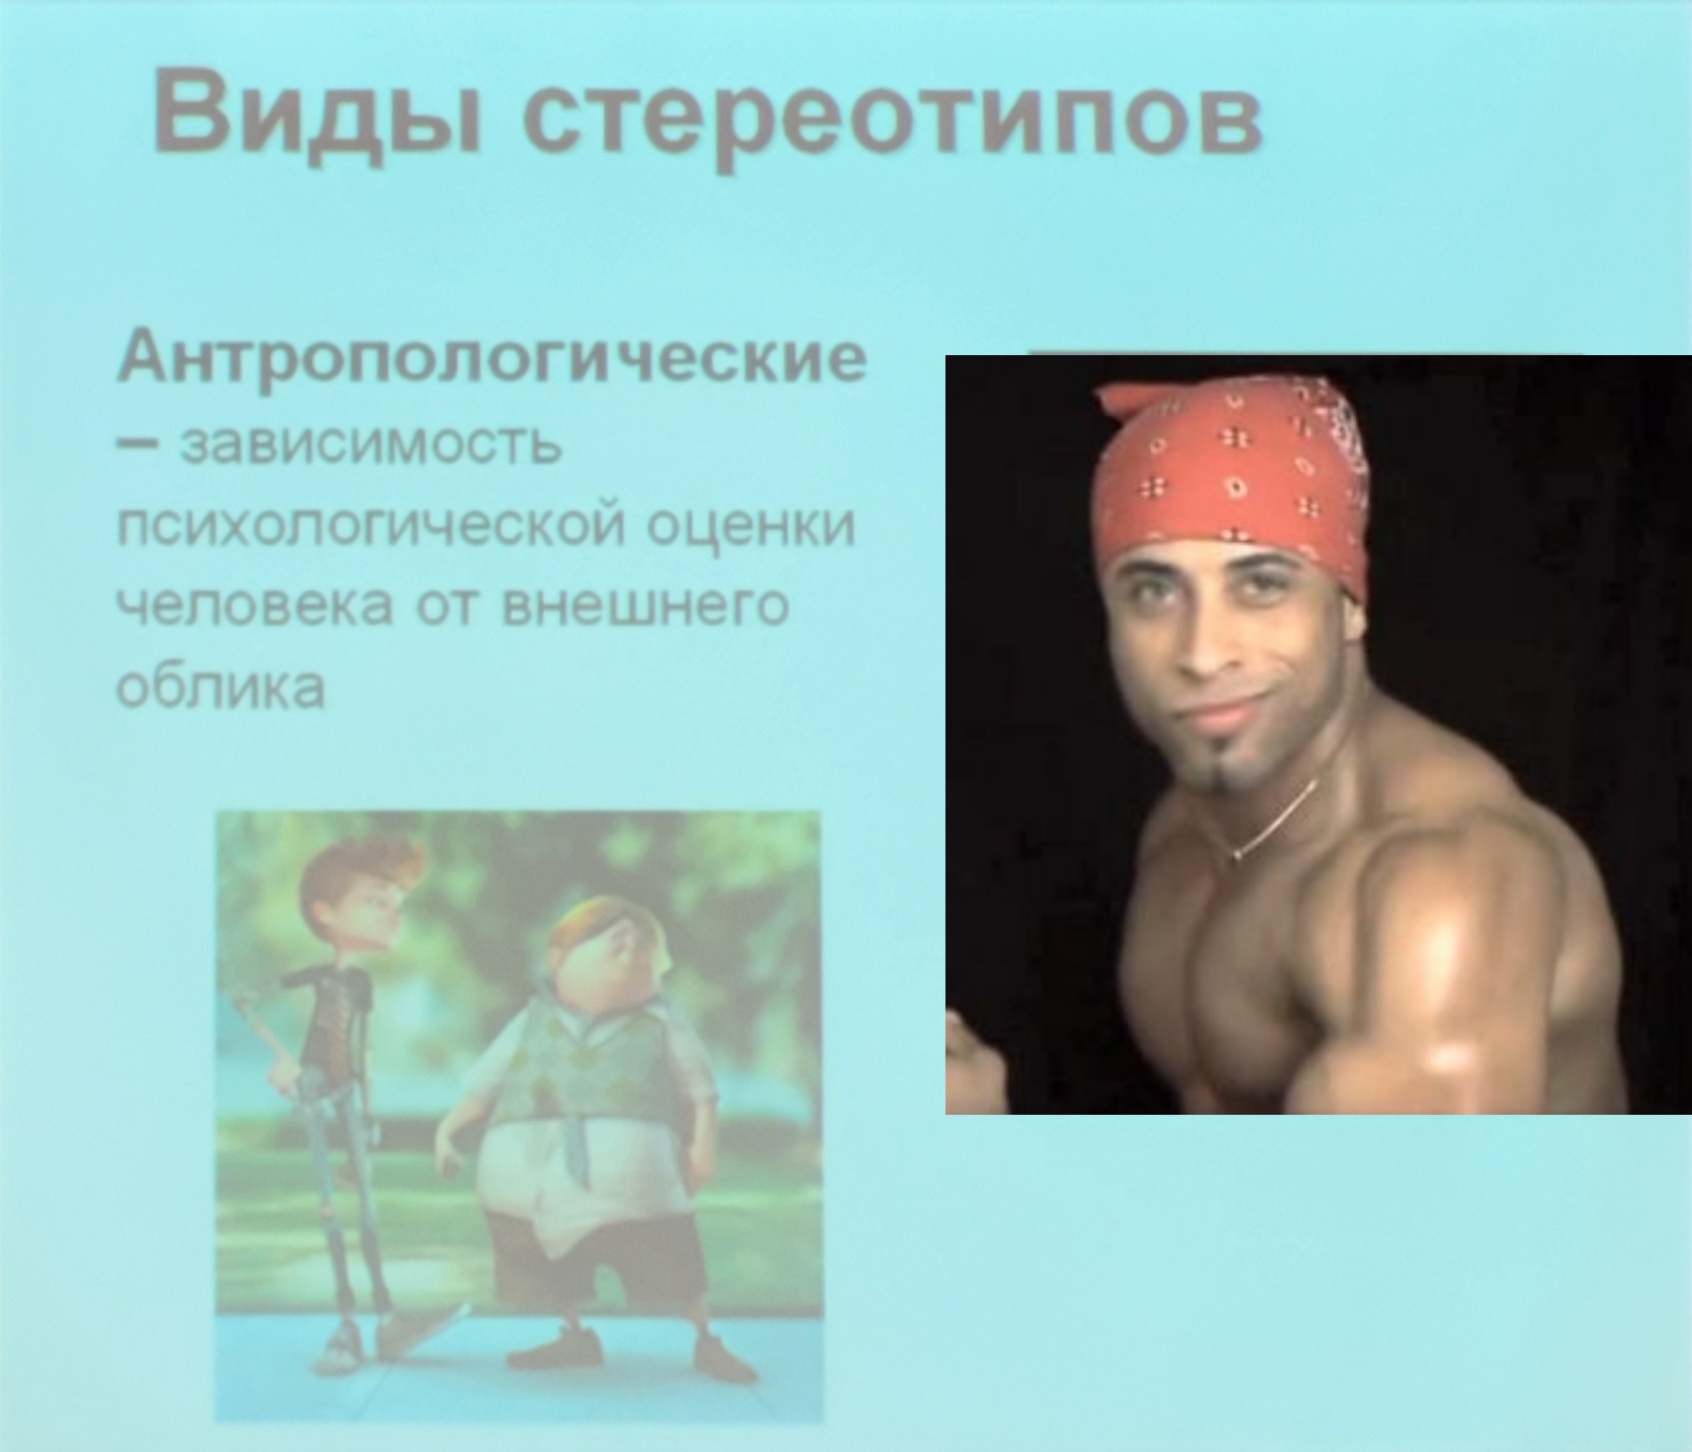 Виды стереотипов
Антропологические
– зависимость
психологической оценки
человека от внешнего
облика